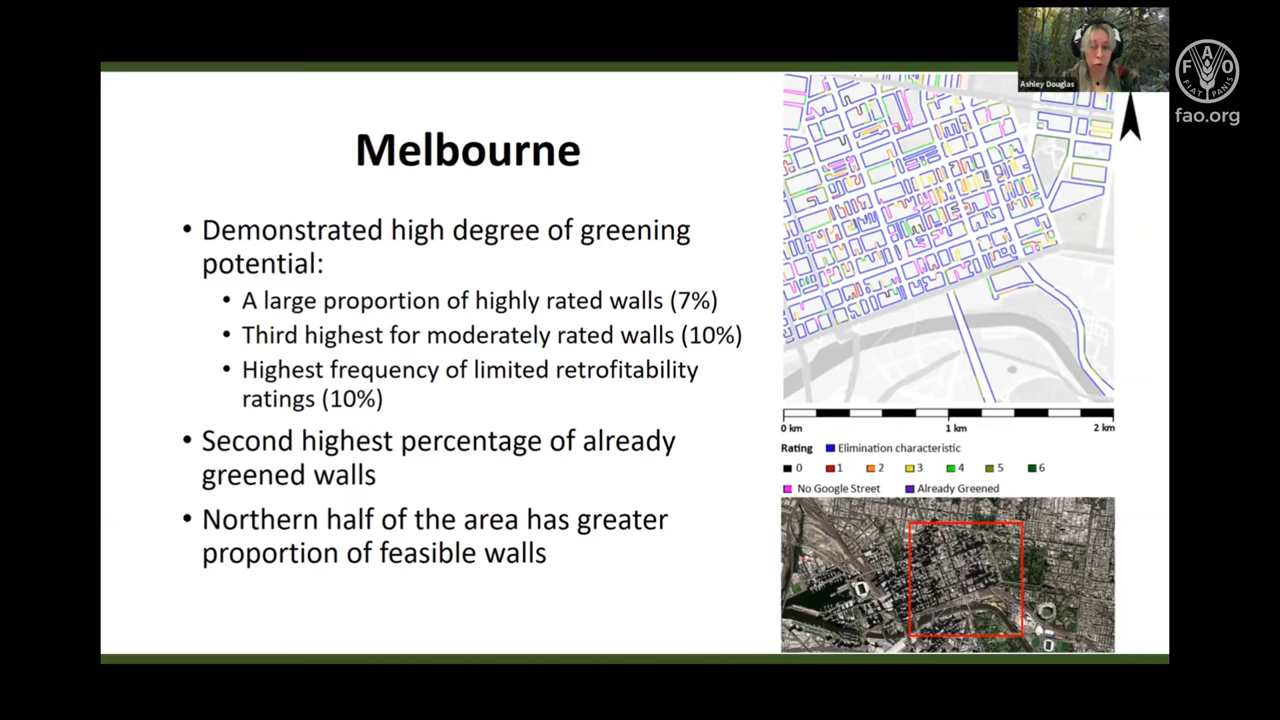 Ashley Douglas
FAO
FIAT PANIS
fao.org
Melbourne
• Demonstrated high degree of greening
potential:
• A large proportion of highly rated walls (7%)
• Third highest for moderately rated walls (10%)
• Highest frequency of limited retrofitability
ratings (10%)
• Second highest percentage of already
greened walls
• Northern half of the area has greater
proportion of feasible walls
0 km 1 km 2 km
Rating Elimination characteristic
0 1 2 3 4 5 6
No Google Street Already Greened